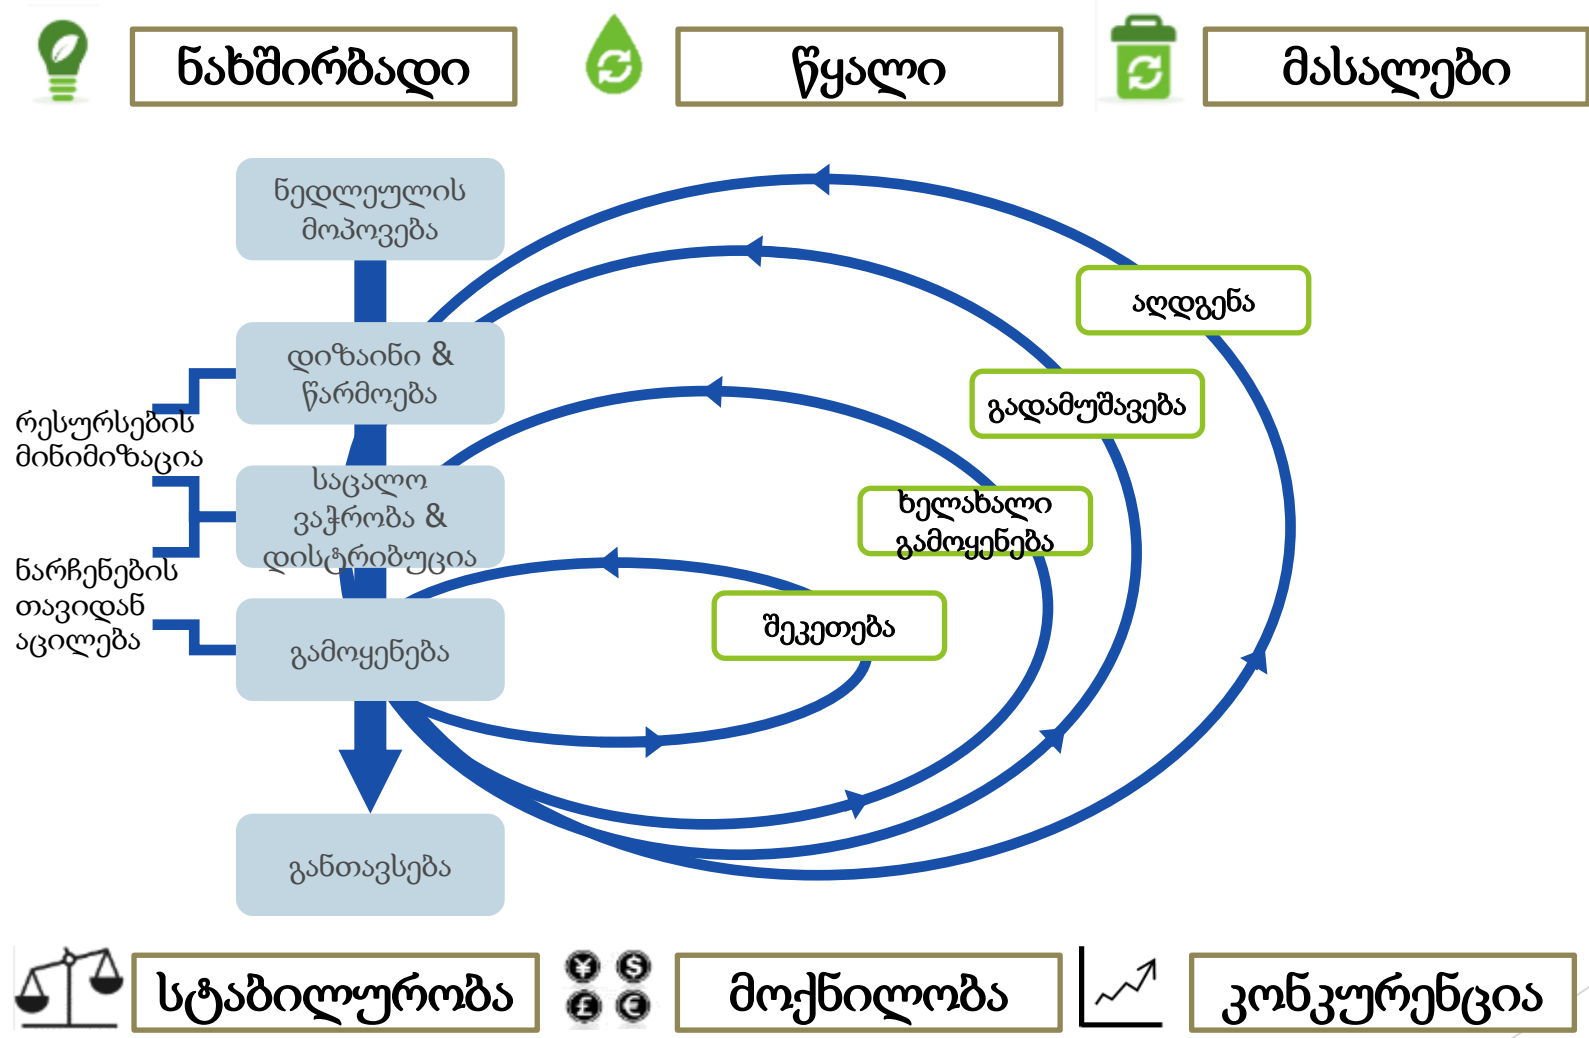 ნახშირბადი
წყალი
მასალები
ნედლეულის
მოპოვება
დიზაინი &
წარმოება
საცალო
ვაჭრობა &
დისტრიბუცია
გამოყენება
განთავსება
რესურსების
მინიმიზაცია
ნარჩენების
თავიდან
აცილება
აღდგენა
გადამუშავება
ხელახალი
გამოყენება
შეკეთება
სტაბილურობა
¥ $
£ €
მოქნილობა
კონკურენცია